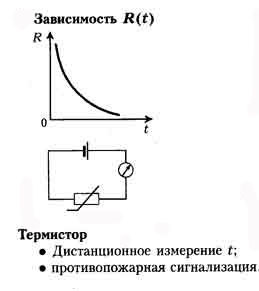 Зависимость R(t)
R
0
t
Термистор
• Дистанционное измерение t;
• противопожарная сигнализация.